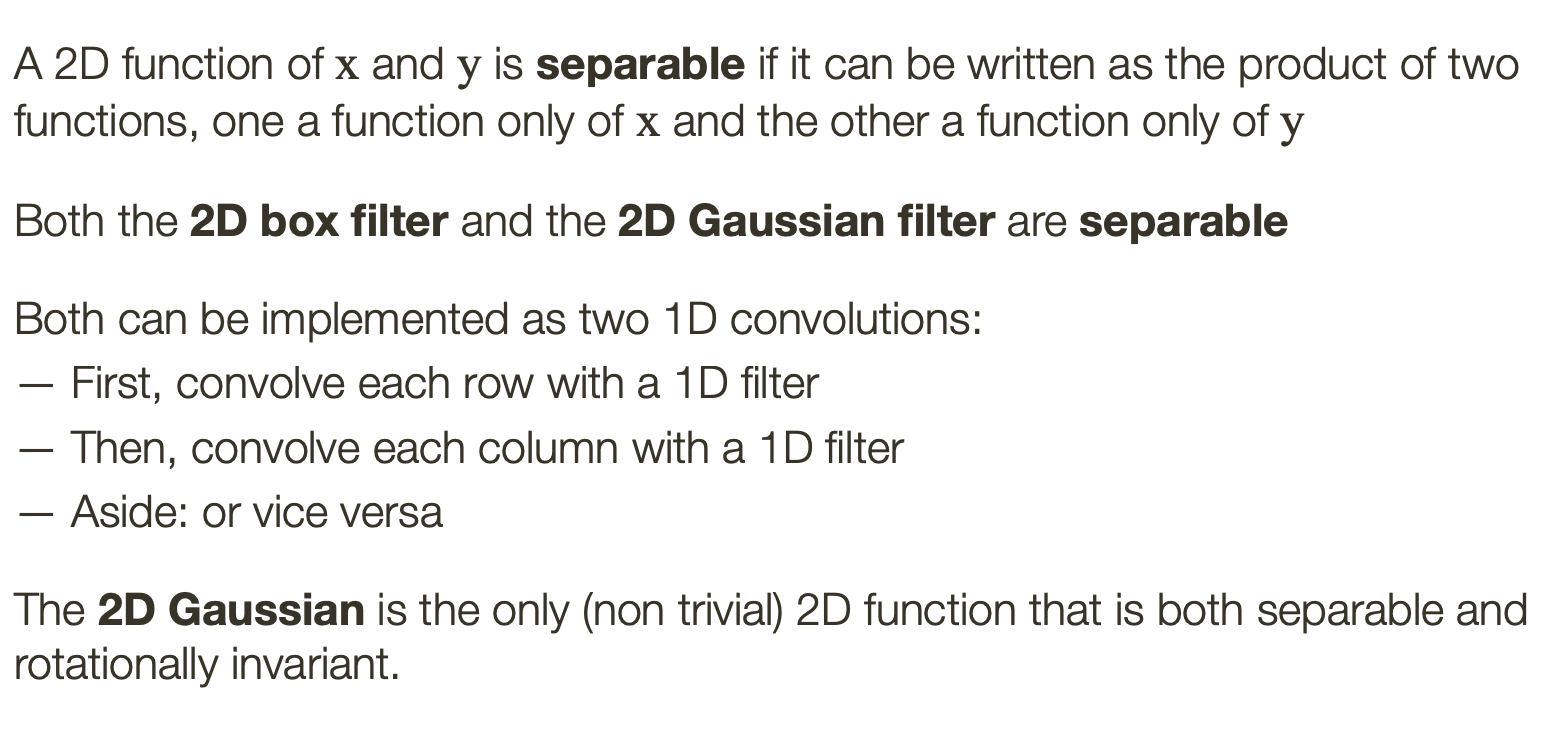 A 2D function of x and y is separable if it can be written as the product of two
functions, one a function only of x and the other a function only of y
Both the 2D box filter and the 2D Gaussian filter are separable
Both can be implemented as two 1D convolutions:
— First, convolve each row with a 1D filter
— Then, convolve each column with a 1D filter
— Aside: or vice versa
The 2D Gaussian is the only (non trivial) 2D function that is both separable and
rotationally invariant.